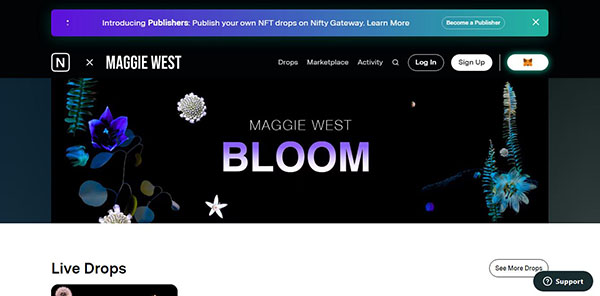 Introducing Publishers: Publish your own NFT drops on Nifty Gateway. Learn More
Become a Publisher
N
MAGGIE WEST
Drops
Marketplace
Activity
Log In
Sign Up
MAGGIE WEST
BLOOM
Live Drops
See More Drops
Support